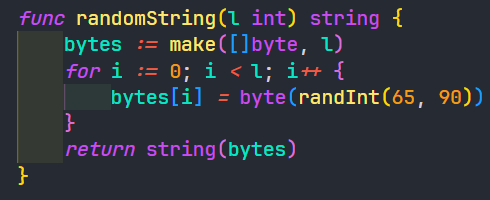 func randomString(l int) string {
    bytes := make([]byte, l)
    for i := 0; i < l; i++ {
        bytes[i] = byte(randInt(65, 90))
    }
    return string(bytes)
}